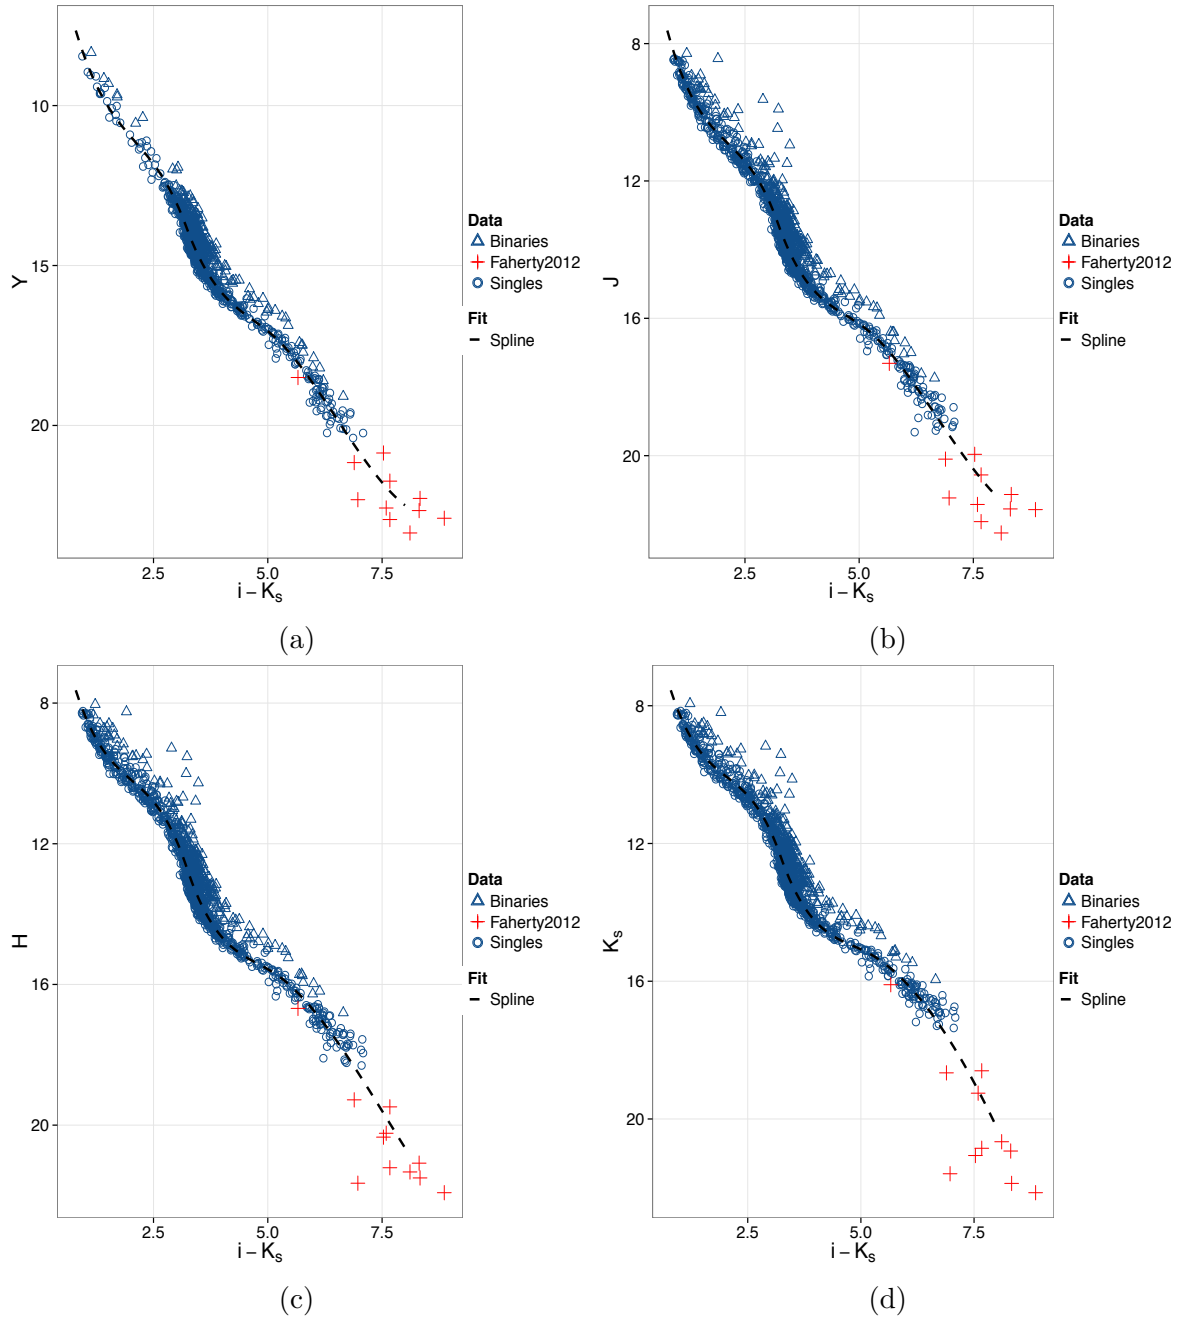 10
15
20
Y
2.5 5.0 7.5
i − Ks
Data
Binaries
Faherty2012
Singles
Fit
Spline
(a)
8
12
16
20
J
2.5 5.0 7.5
i − Ks
Data
Binaries
Faherty2012
Singles
Fit
Spline
(b)
8
12
16
20
H
2.5 5.0 7.5
i − Ks
Data
Binaries
Faherty2012
Singles
Fit
Spline
(c)
8
12
16
20
Ks
2.5 5.0 7.5
i − Ks
Data
Binaries
Faherty2012
Singles
Fit
Spline
(d)